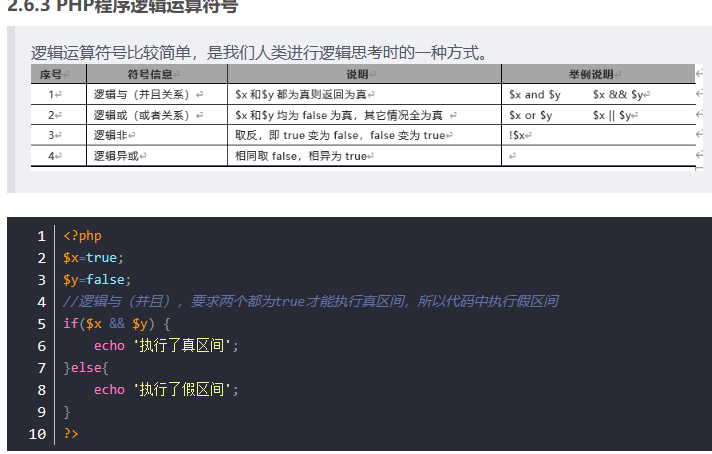 2.6.3 PHP程序逻辑运算符号
逻辑运算符号比较简单，是我们人类进行逻辑思考时的一种方式。
序号 符号信息 说明 举例说明
1 逻辑与（并且关系） $x 和$y 都为真则返回为真 $x and $y $x && $y
2 逻辑或（或者关系） $x 和$y 均为 false 为真，其它情况全为真 $x or $y $x || $y
3 逻辑非 取反，即 true 变为 false，false 变为 true !$x
4 逻辑异或 相同取 false，相异为 true
1 <?php
2 $x=true;
3 $y=false;
4 //逻辑与（并且），要求两个都为true才能执行真区间，所以代码中执行假区间
5 if($x && $y) {
6 echo '执行了真区间';
7 }else{
8 echo '执行了假区间';
9 }
10 ?>